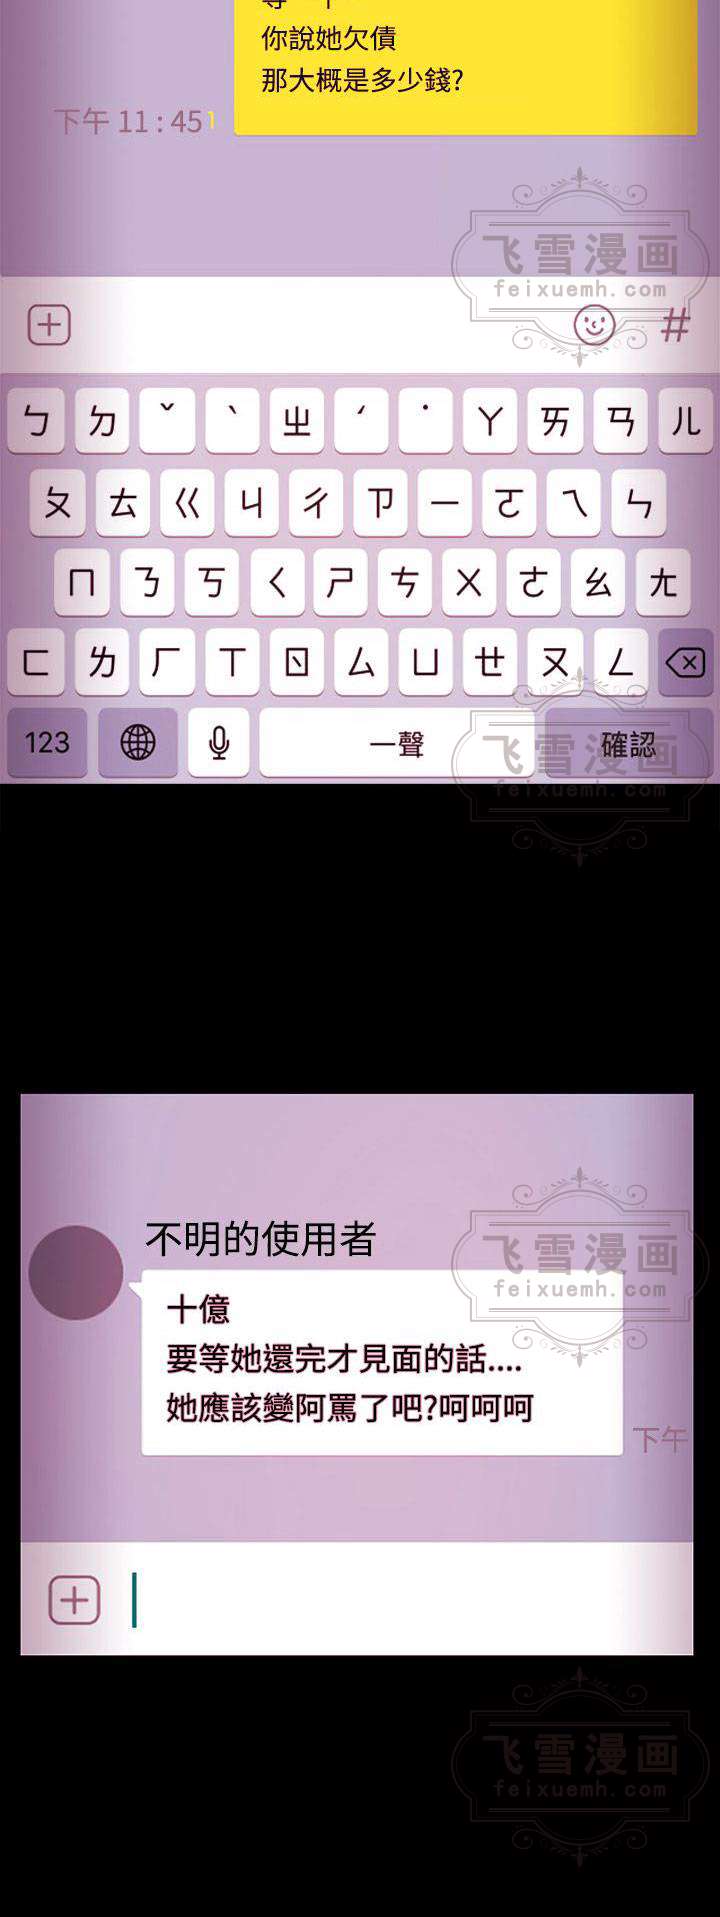 你說她欠債
那大概是多少錢?
下午 11 : 45 1
飞雪漫画
feixuemh.com
#
ㄅ ㄉ ˇ ˋ ㄓ ˊ ˙ ㄚ ㄞ ㄢ ㄦ
ㄆ ㄊ ㄍ ㄐ ㄔ ㄗ ㄧ ㄛ ㄟ ㄣ
ㄇ ㄋ ㄎ ㄑ ㄕ ㄘ ㄨ ㄜ ㄠ ㄤ
ㄈ ㄌ ㄏ ㄒ ㄖ ㄙ ㄩ ㄝ ㄡ ㄥ
123 一聲 確認
飞雪漫画
feixuemh.com
不明的使用者
飞雪漫画
feixuemh.com
十億
要等她還完才見面的話....
她應該變阿罵了吧?呵呵呵
下午
飞雪漫画
feixuemh.com